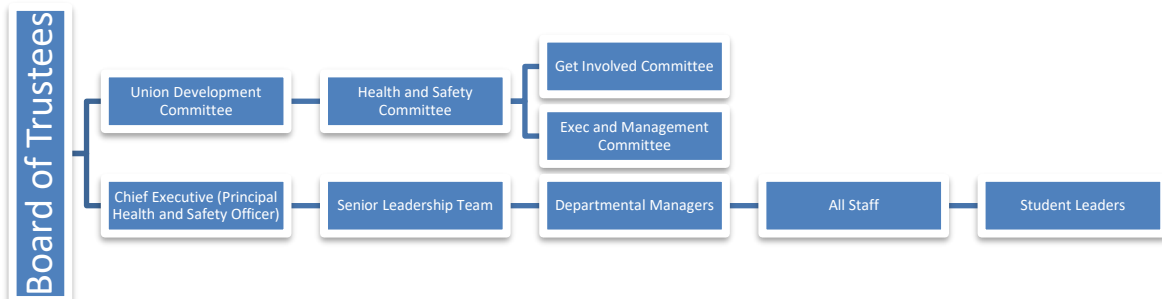 Board of Trustees
Union Development
Committee
Health and Safety
Committee
Get Involved Committee
Exec and Management
Committee
Chief Executive (Principal
Health and Safety Officer)
Senior Leadership Team
Departmental Managers
All Staff
Student Leaders